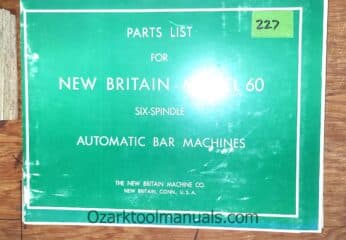 227
PARTS LIST
FOR
NEW BRITAIN 60
SIX-SPINDLE
AUTOMATIC BAR MACHINES
THE NEW BRITAIN MACHINE CO.
NEW BRITAIN, CONN., U.S.A.
Ozarktoolmanuals.com